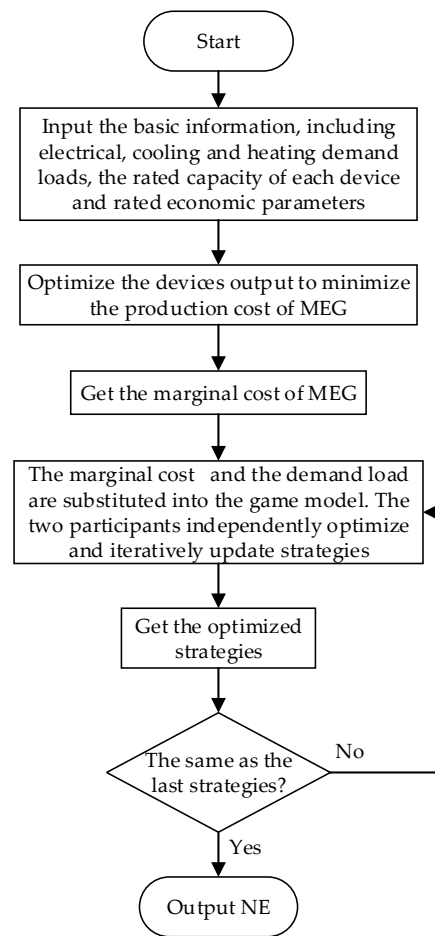 Start
Input the basic information, including
electrical, cooling and heating demand
loads, the rated capacity of each device
and rated economic parameters
Optimize the devices output to minimize
the production cost of MEG
Get the marginal cost of MEG
The marginal cost and the demand load
are substituted into the game model. The
two participants independently optimize
and iteratively update strategies
Get the optimized
strategies
The same as the
last strategies?
No
Yes
Output NE